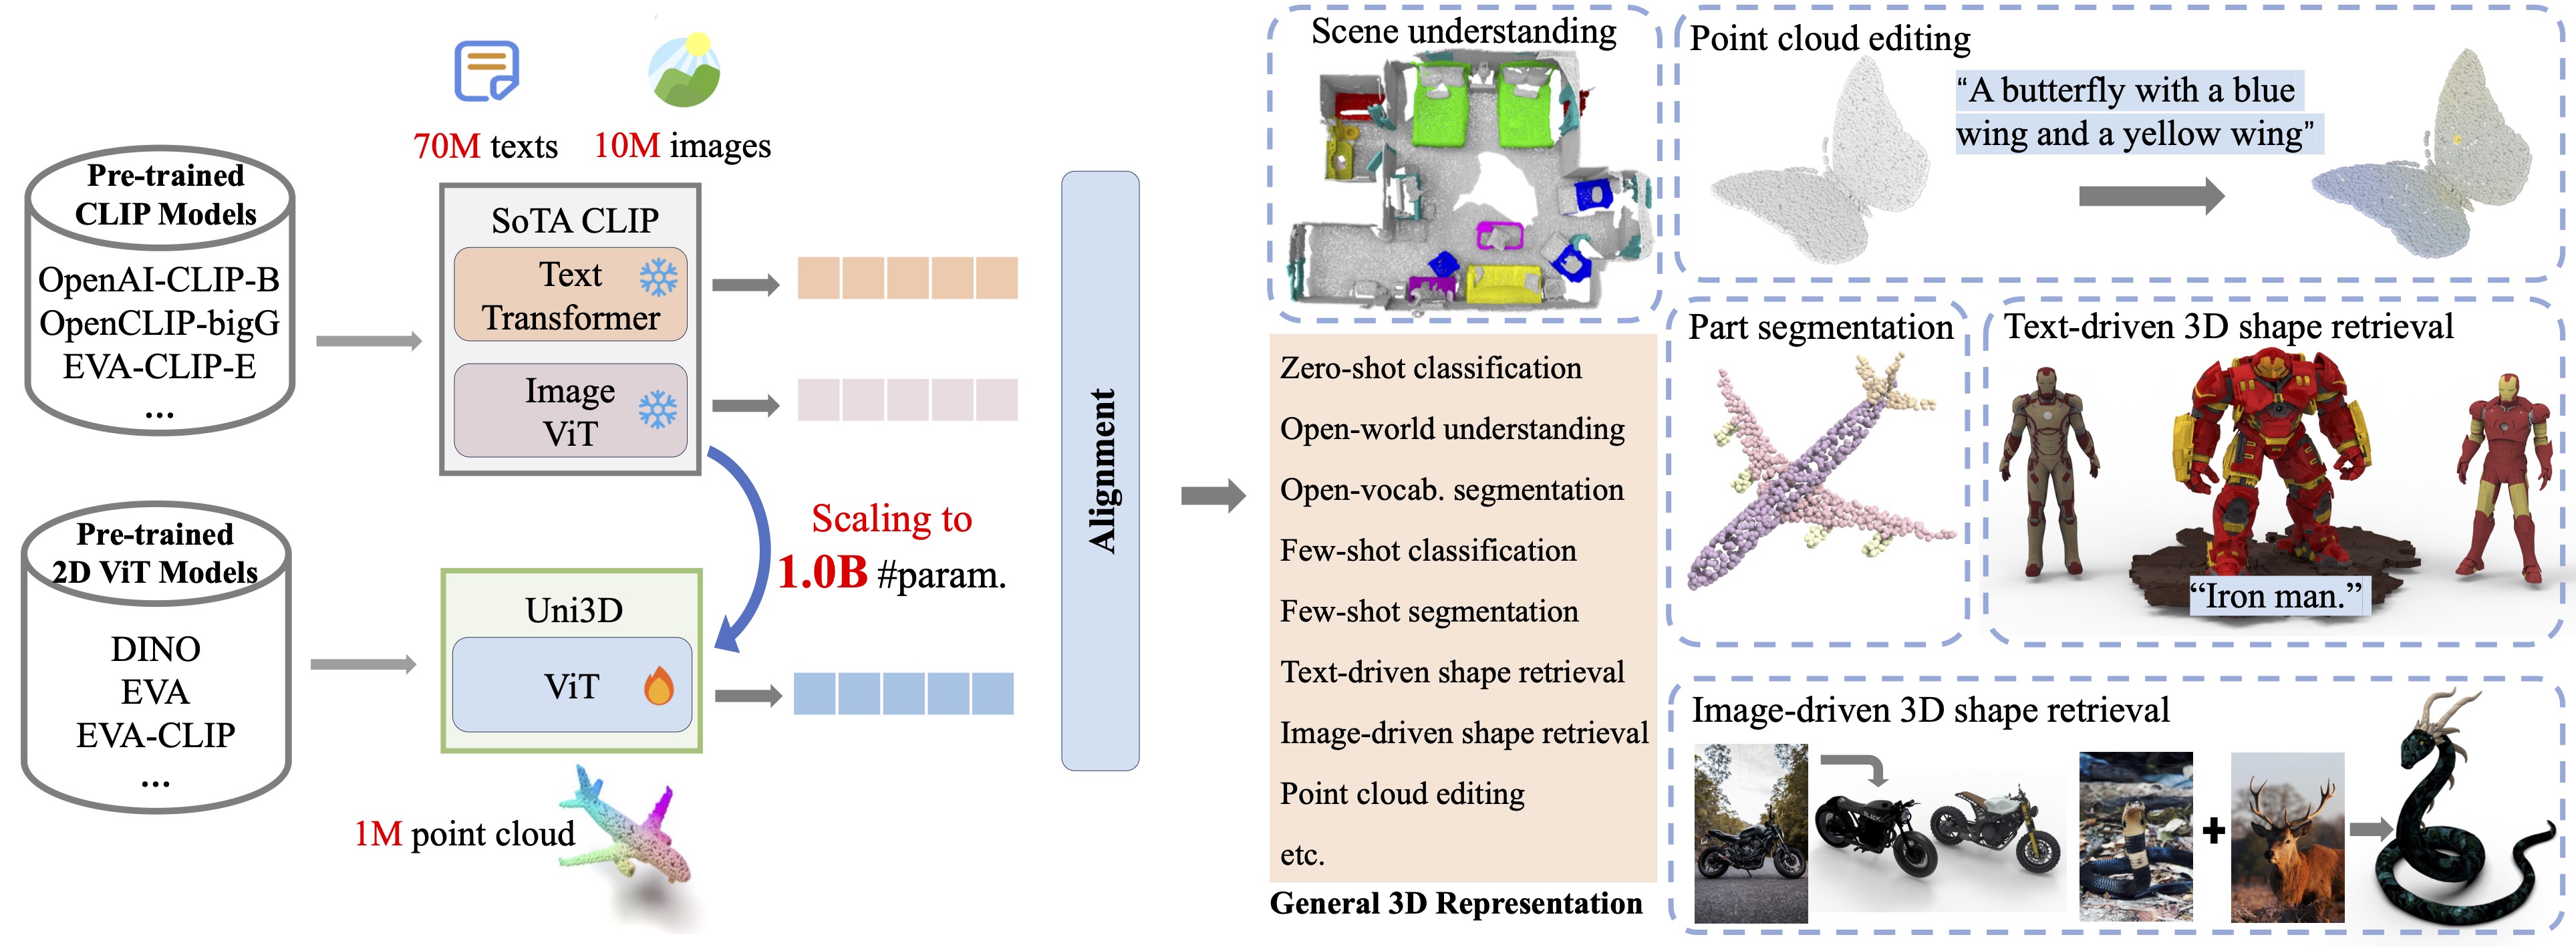 70M texts
10M images
Pre-trained
CLIP Models
OpenAI-CLIP-B
OpenCLIP-bigG
EVA-CLIP-E
...
SoTA CLIP
Text
Transformer
Image
ViT
Pre-trained
2D ViT Models
DINO
EVA
EVA-CLIP
...
Scaling to
1.0B #param.
Uni3D
ViT
1M point cloud
Alignment
Scene understanding
Zero-shot classification
Open-world understanding
Open-vocab. segmentation
Few-shot classification
Few-shot segmentation
Text-driven shape retrieval
Image-driven shape retrieval
Point cloud editing
etc.
General 3D Representation
Point cloud editing
“A butterfly with a blue
wing and a yellow wing”
Part segmentation
Text-driven 3D shape retrieval
“Iron man.”
Image-driven 3D shape retrieval